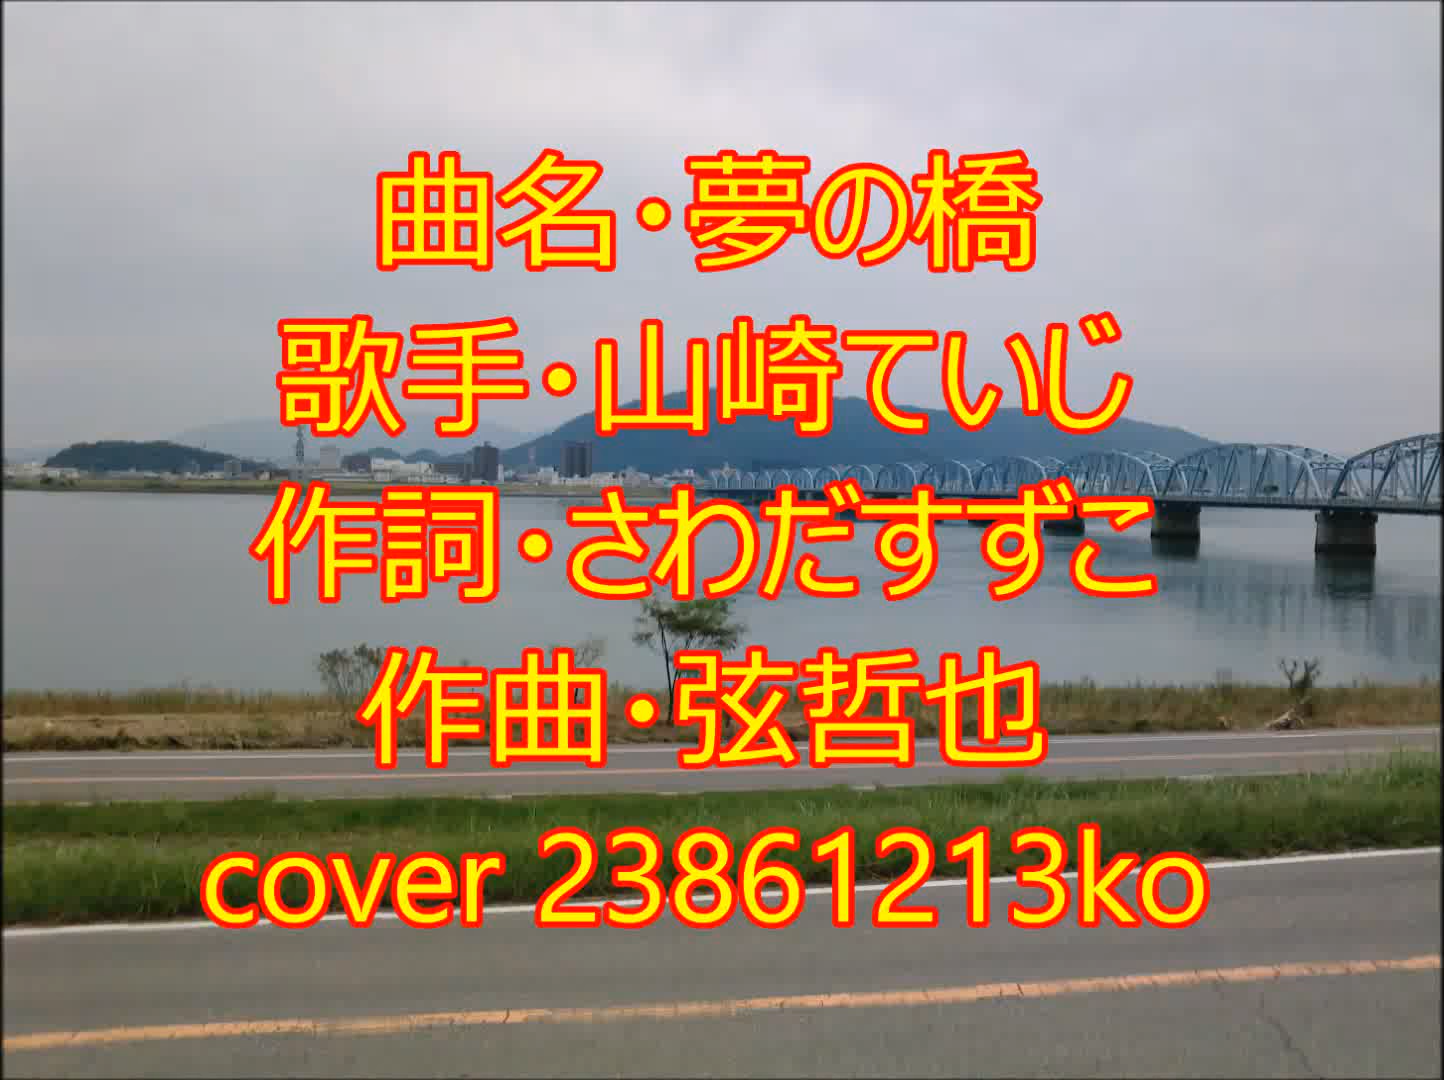 曲名・夢の橋
歌手・山崎ていじ
作詞・さわだすずこ
作曲・弦哲也
cover 23861213ko